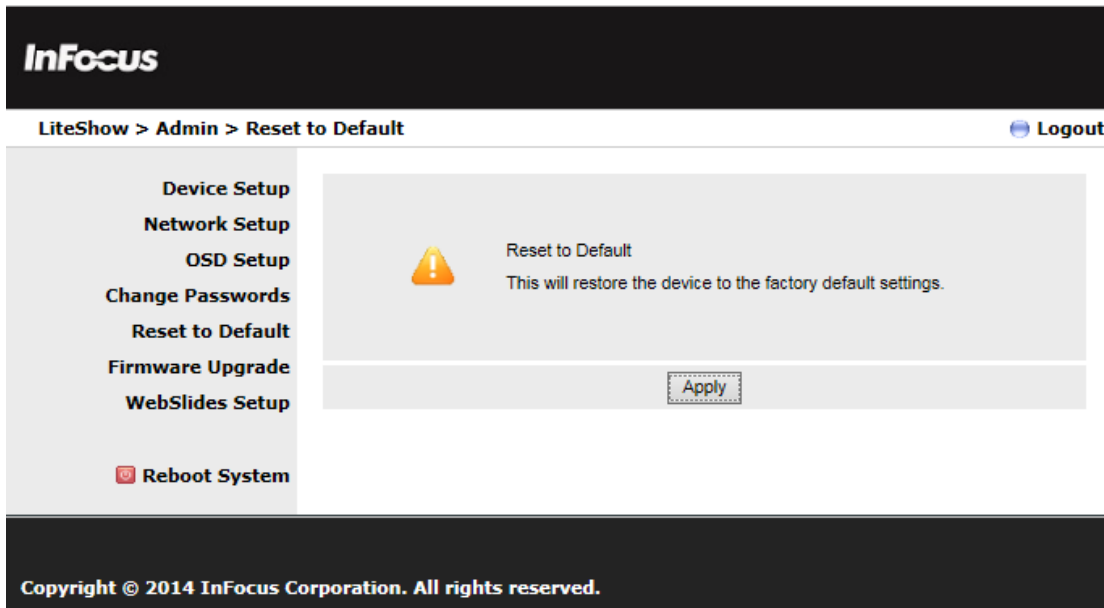 InFocus
LiteShow > Admin > Reset to Default
Logout
Device Setup
Network Setup
OSD Setup
Change Passwords
Reset to Default
Firmware Upgrade
WebSlides Setup
Reboot System
Reset to Default
This will restore the device to the factory default settings.
Apply
Copyright © 2014 InFocus Corporation. All rights reserved.